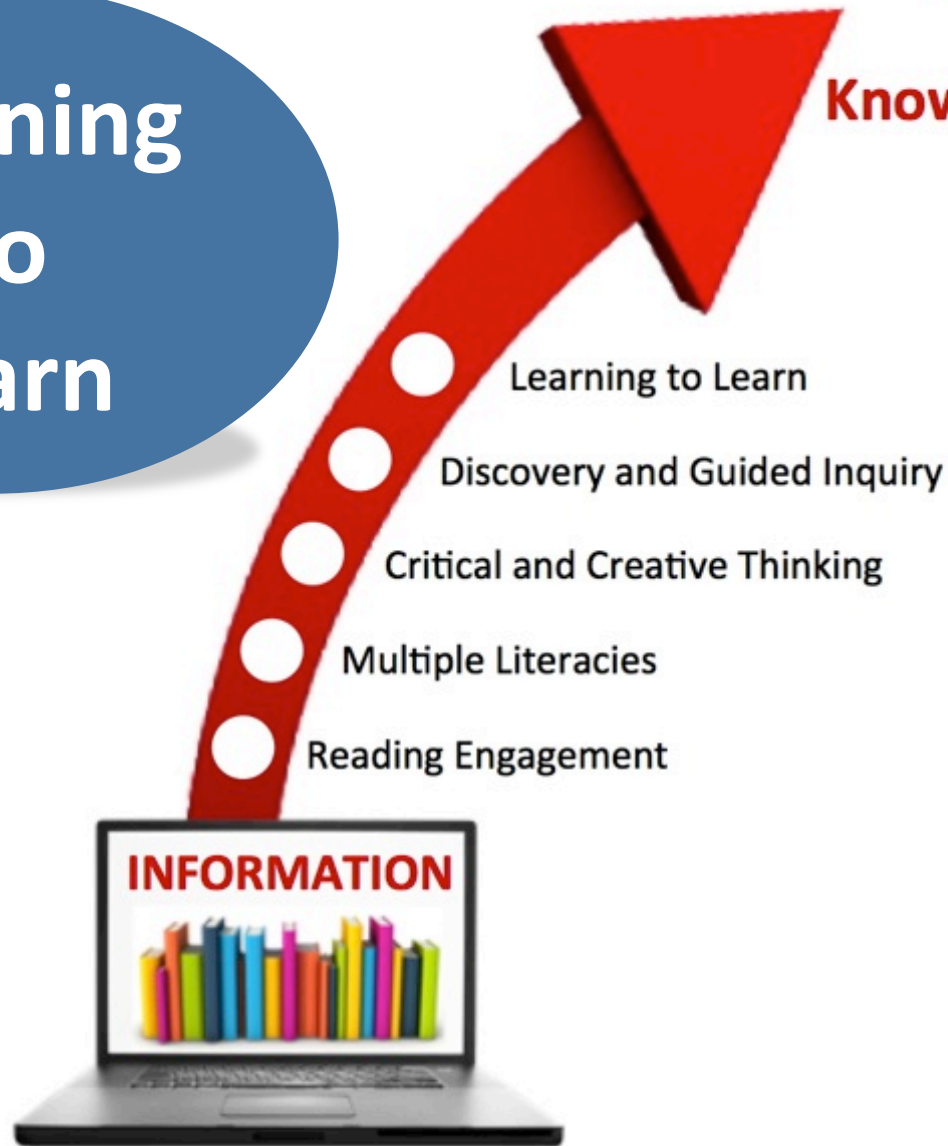 ning
o
arn
Know
Learning to Learn
Discovery and Guided Inquiry
Critical and Creative Thinking
Multiple Literacies
Reading Engagement
INFORMATION